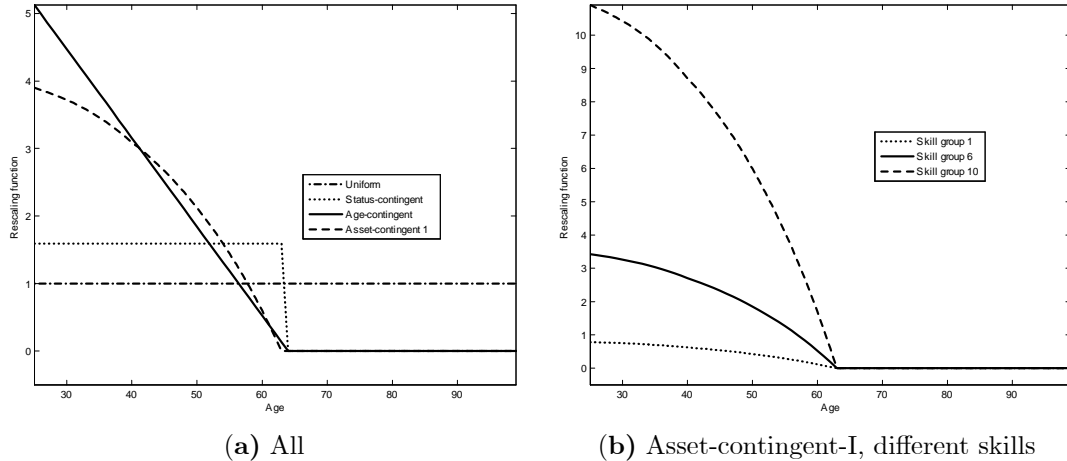 Rescaling function
5
4
3
2
1
0
30 40 50 60 70 80 90
Age
Uniform
Status-contingent
Age-contingent
Asset-contingent 1
(a) All
Rescaling function
10
9
8
7
6
5
4
3
2
1
0
30 40 50 60 70 80 90
Age
Skill group 1
Skill group 6
Skill group 10
(b) Asset-contingent-I, different skills